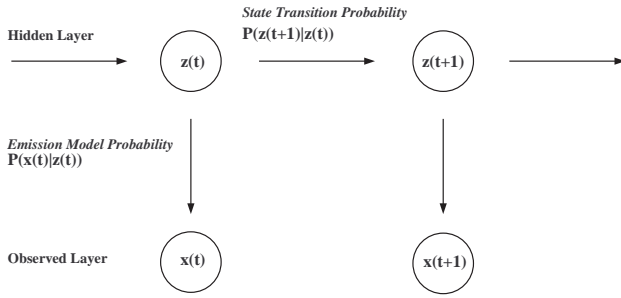 State Transition Probability
P(z(t+1)|z(t))
Hidden Layer
z(t)
z(t+1)
Emission Model Probability
P(x(t)|z(t))
Observed Layer
x(t)
x(t+1)